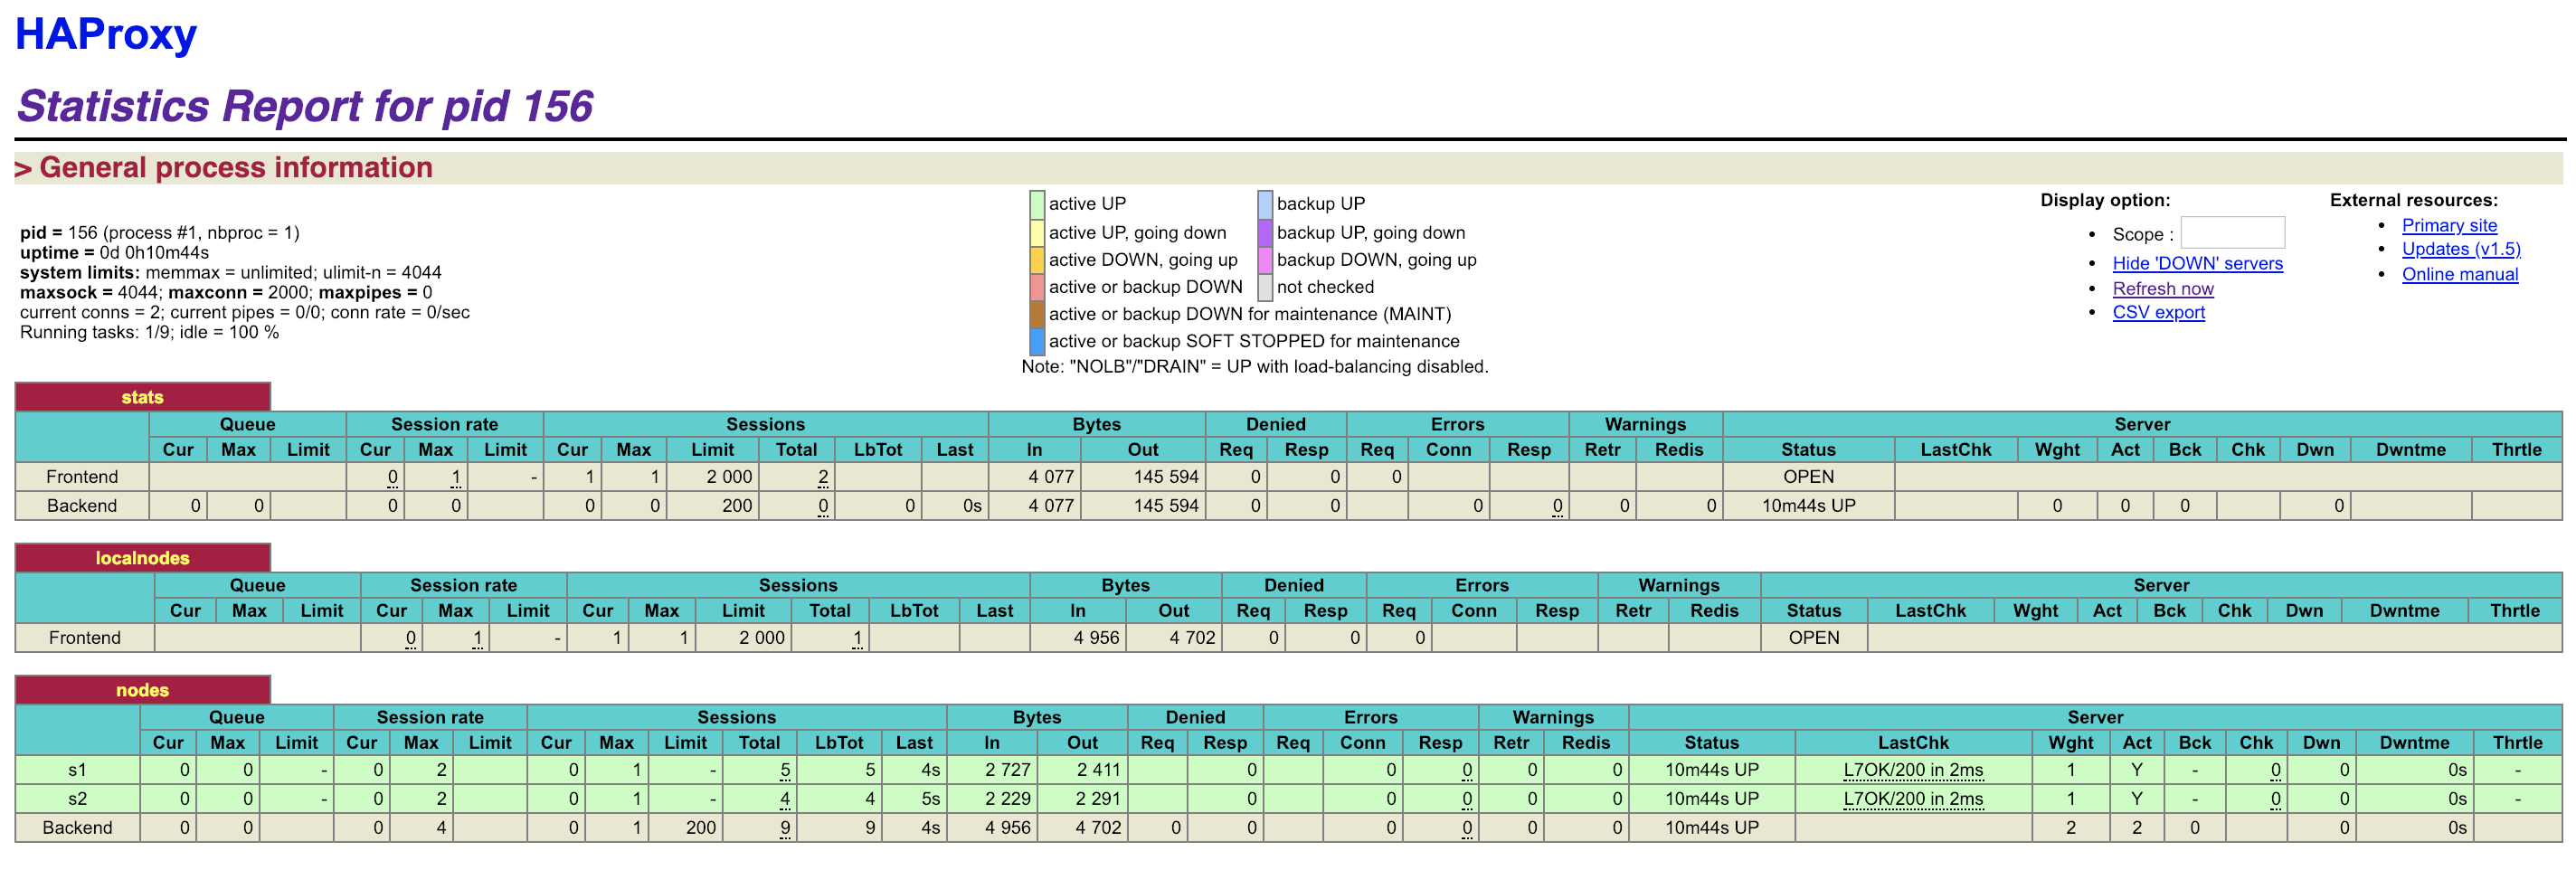 HAProxy
Statistics Report for pid 156
> General process information
pid = 156 (process #1, nbproc = 1)
uptime = 0d 0h10m44s
system limits: memmax = unlimited; ulimit-n = 4044
maxsock = 4044; maxconn = 2000; maxpipes = 0
current conns = 2; current pipes = 0/0; conn rate = 0/sec
Running tasks: 1/9; idle = 100 %
active UP backup UP
active UP, going down backup UP, going down
active DOWN, going up backup DOWN, going up
active or backup DOWN not checked
active or backup DOWN for maintenance (MAINT)
active or backup SOFT STOPPED for maintenance
Note: "NOLB"/"DRAIN" = UP with load-balancing disabled.
Display option:
• Scope :
• Hide 'DOWN' servers
• Refresh now
• CSV export
External resources:
• Primary site
• Updates (v1.5)
• Online manual
stats
Queue Session rate Sessions Bytes Denied Errors Warnings Server
Cur Max Limit Cur Max Limit Cur Max Limit Total LbTot Last In Out Req Resp Req Conn Resp Retr Redis Status LastChk Wght Act Bck Chk Dwn Dwntme Thrtle
Frontend 0 1 - 1 1 2 000 2 4 077 145 594 0 0 0 OPEN
Backend 0 0 0 0 0 0 200 0 0 0s 4 077 145 594 0 0 0 0 0 0 10m44s UP 0 0 0 0
localnodes
Queue Session rate Sessions Bytes Denied Errors Warnings Server
Cur Max Limit Cur Max Limit Cur Max Limit Total LbTot Last In Out Req Resp Req Conn Resp Retr Redis Status LastChk Wght Act Bck Chk Dwn Dwntme Thrtle
Frontend 0 1 - 1 1 2 000 1 4 956 4 702 0 0 0 OPEN
nodes
Queue Session rate Sessions Bytes Denied Errors Warnings Server
Cur Max Limit Cur Max Limit Cur Max Limit Total LbTot Last In Out Req Resp Req Conn Resp Retr Redis Status LastChk Wght Act Bck Chk Dwn Dwntme Thrtle
s1 0 0 - 0 2 0 1 - 5 5 4s 2 727 2 411 0 0 0 0 0 10m44s UP L7OK/200 in 2ms 1 Y - 0 0 0s -
s2 0 0 - 0 2 0 1 - 4 4 5s 2 229 2 291 0 0 0 0 0 10m44s UP L7OK/200 in 2ms 1 Y - 0 0 0s -
Backend 0 0 0 4 0 1 200 9 9 4s 4 956 4 702 0 0 0 0 0 0 10m44s UP 2 2 0 0 0s